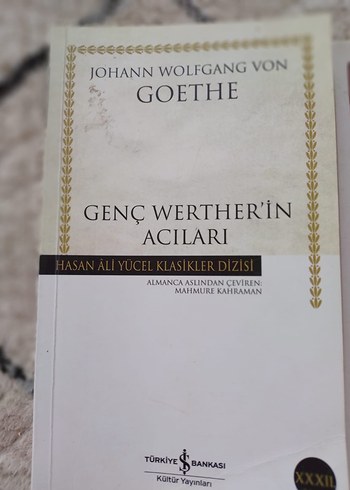 JOHANN WOLFGANG VON
GOETHE
GENÇ WERTHER'İN
ACILARI
HASAN ÂLİ YÜCEL KLASİKLER DİZİSİ
ALMANCA ASLINDAN ÇEVİREN:
MAHMURE KAHRAMAN
TÜRKİYE İŞ BANKASI
Kültür Yayınları